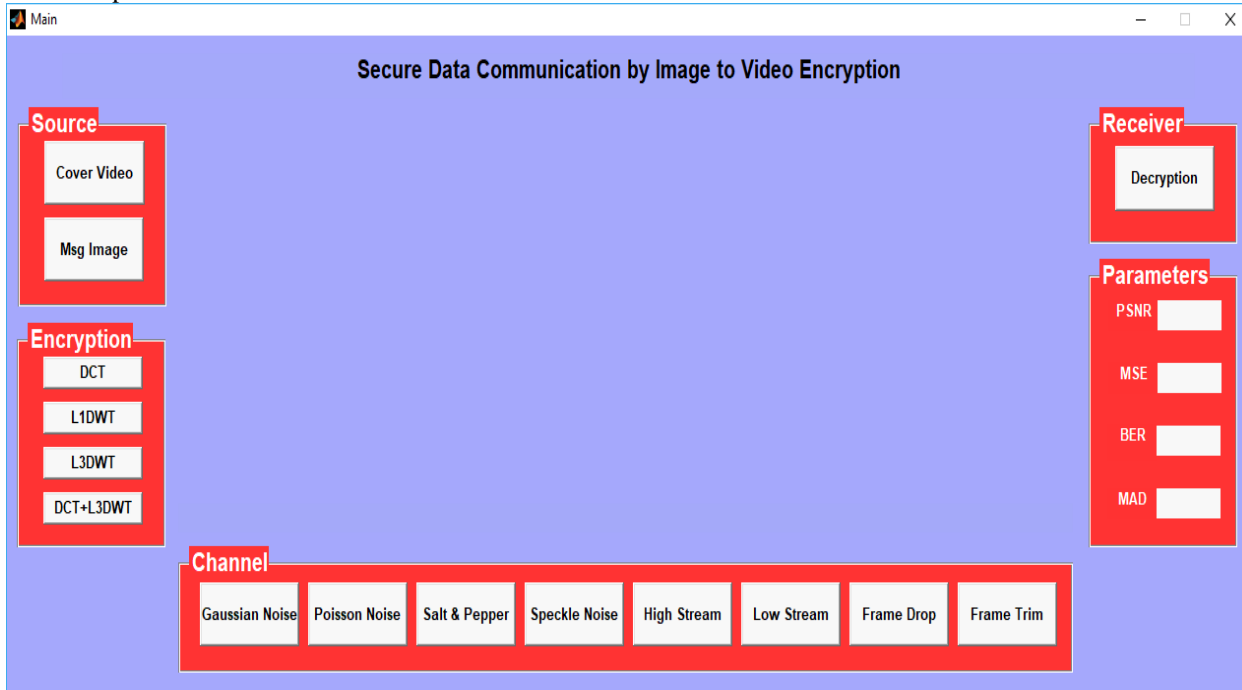 Main
Secure Data Communication by Image to Video Encryption
Source
Cover Video
Msg Image
Encryption
DCT
L1DWT
L3DWT
DCT+L3DWT
Channel
Gaussian Noise
Poisson Noise
Salt & Pepper
Speckle Noise
High Stream
Low Stream
Frame Drop
Frame Trim
Receiver
Decryption
Parameters
PSNR
MSE
BER
MAD